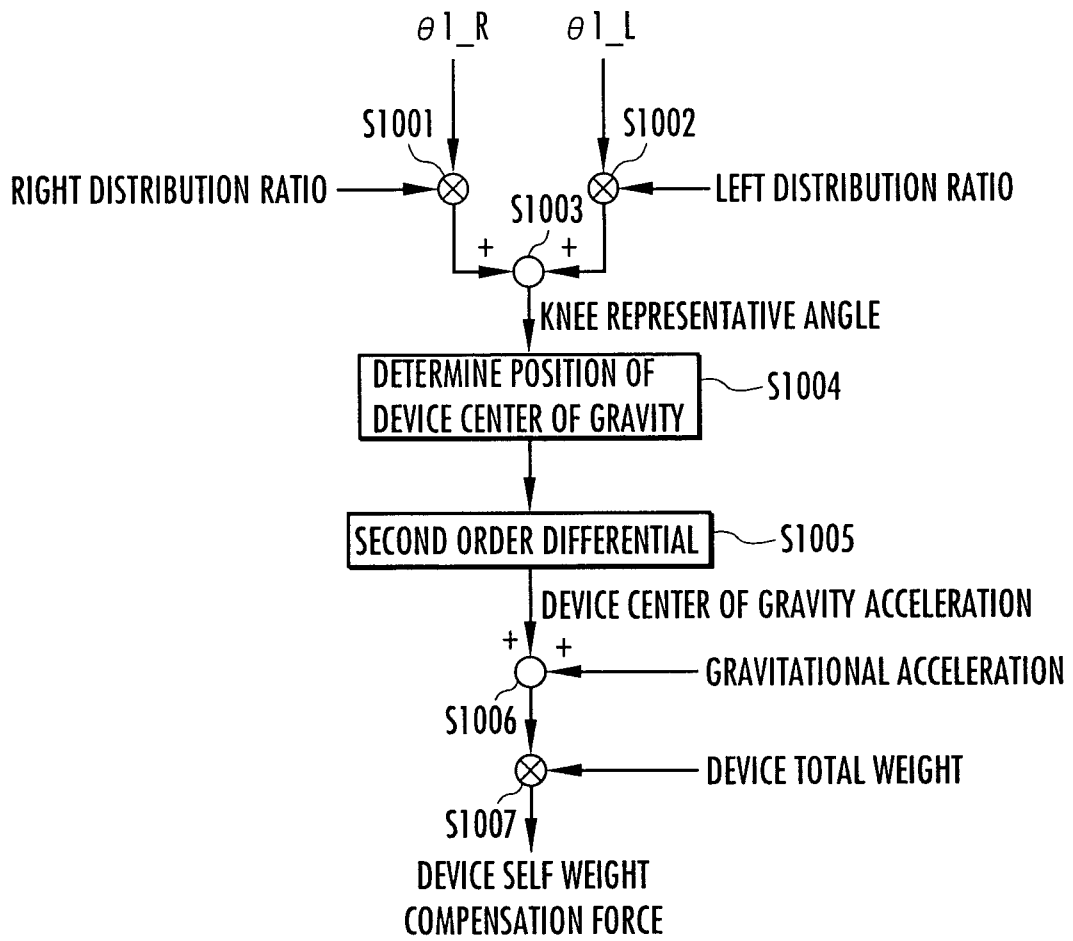 θ1_R
θ1_L
S1001
S1002
RIGHT DISTRIBUTION RATIO
LEFT DISTRIBUTION RATIO
S1003
+
+
KNEE REPRESENTATIVE ANGLE
DETERMINE POSITION OF
DEVICE CENTER OF GRAVITY
S1004
SECOND ORDER DIFFERENTIAL
S1005
DEVICE CENTER OF GRAVITY ACCELERATION
+
+
GRAVITATIONAL ACCELERATION
S1006
DEVICE TOTAL WEIGHT
S1007
DEVICE SELF WEIGHT
COMPENSATION FORCE